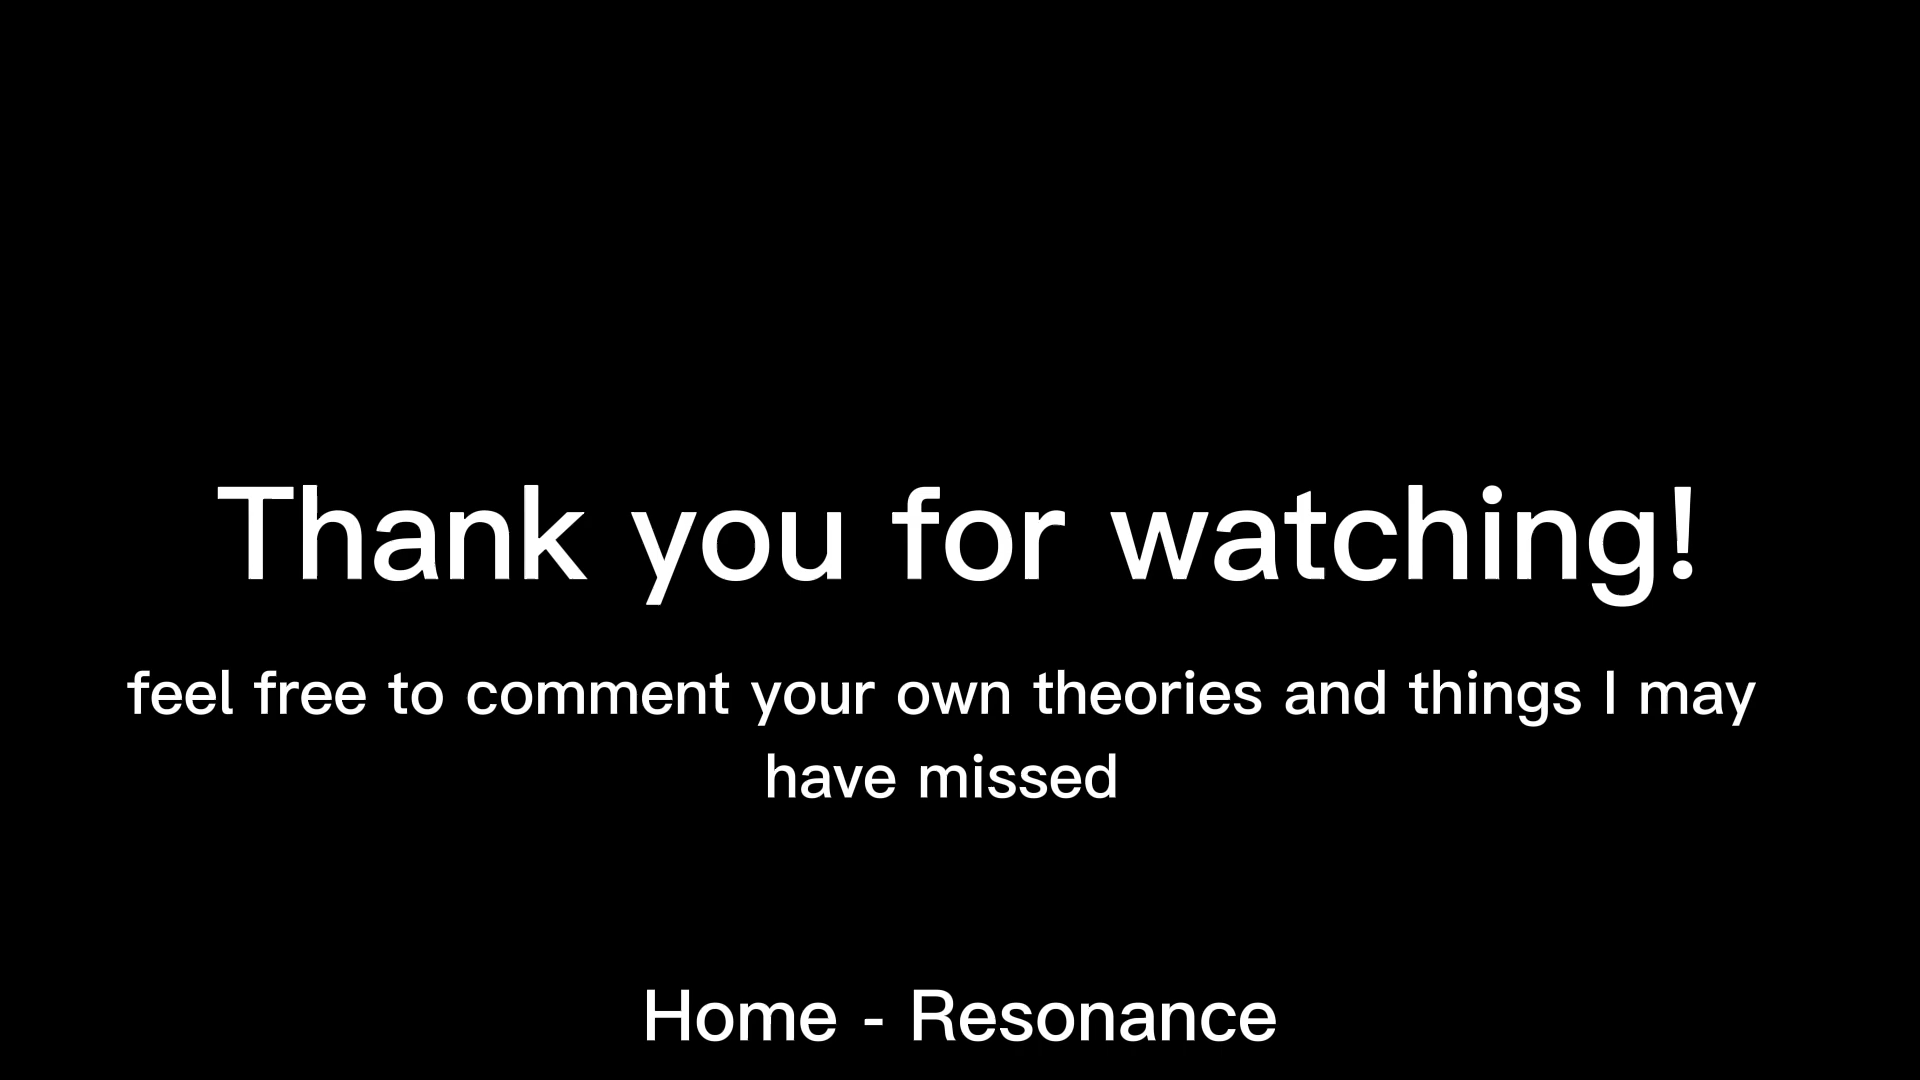 Thank you for watching!
feel free to comment your own theories and things I may
have missed
Home - Resonance